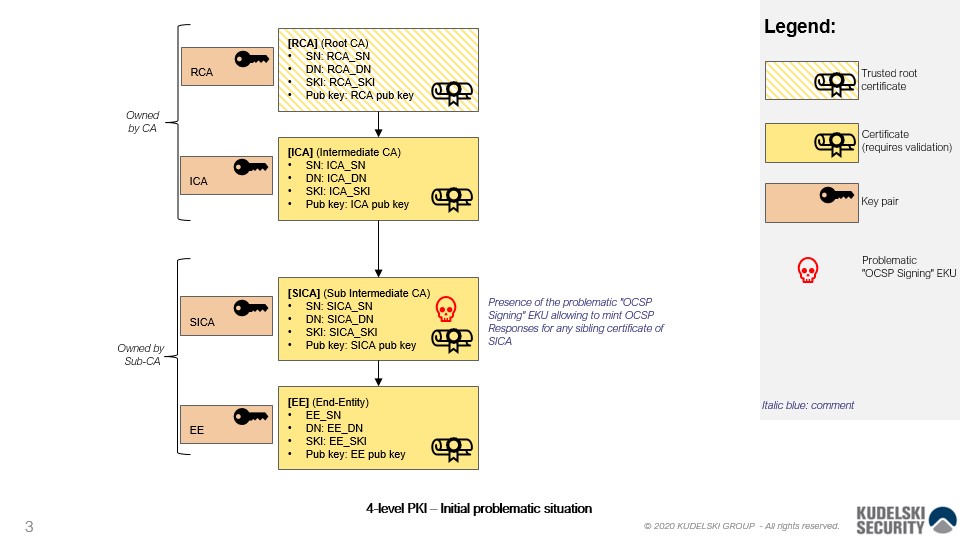 Legend:
RCA
[RCA] (Root CA)
• SN: RCA_SN
• DN: RCA_DN
• SKI: RCA_SKI
• Pub key: RCA pub key
Trusted root
certificate
Owned
by CA
ICA
[ICA] (Intermediate CA)
• SN: ICA_SN
• DN: ICA_DN
• SKI: ICA_SKI
• Pub key: ICA pub key
Certificate
(requires validation)
Key pair
Problematic
"OCSP Signing" EKU
SICA
[SICA] (Sub Intermediate CA)
• SN: SICA_SN
• DN: SICA_DN
• SKI: SICA_SKI
• Pub key: SICA pub key
Presence of the problematic "OCSP
Signing" EKU allowing to mint OCSP
Responses for any sibling certificate of
SICA
Owned by
Sub-CA
EE
[EE] (End-Entity)
• EE_SN
• DN: EE_DN
• SKI: EE_SKI
• Pub key: EE pub key
Italic blue: comment
4-level PKI – Initial problematic situation
3
© 2020 KUDELSKI GROUP - All rights reserved.
KUDELSKI
SECURITY